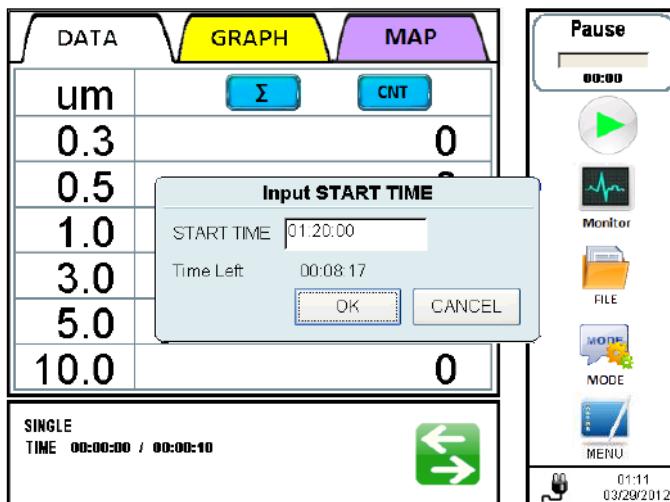 DATA GRAPH MAP
um Σ CNT
0.3 0
0.5
1.0
3.0
5.0
10.0 0
Input START TIME
START TIME 01:20:00
Time Left 00:08:17
OK CANCEL
SINGLE
TIME 00:00:00 / 00:00:10
Pause
00:00
Monitor
FILE
MODE
MODE
MENU
01:11
03/29/2012